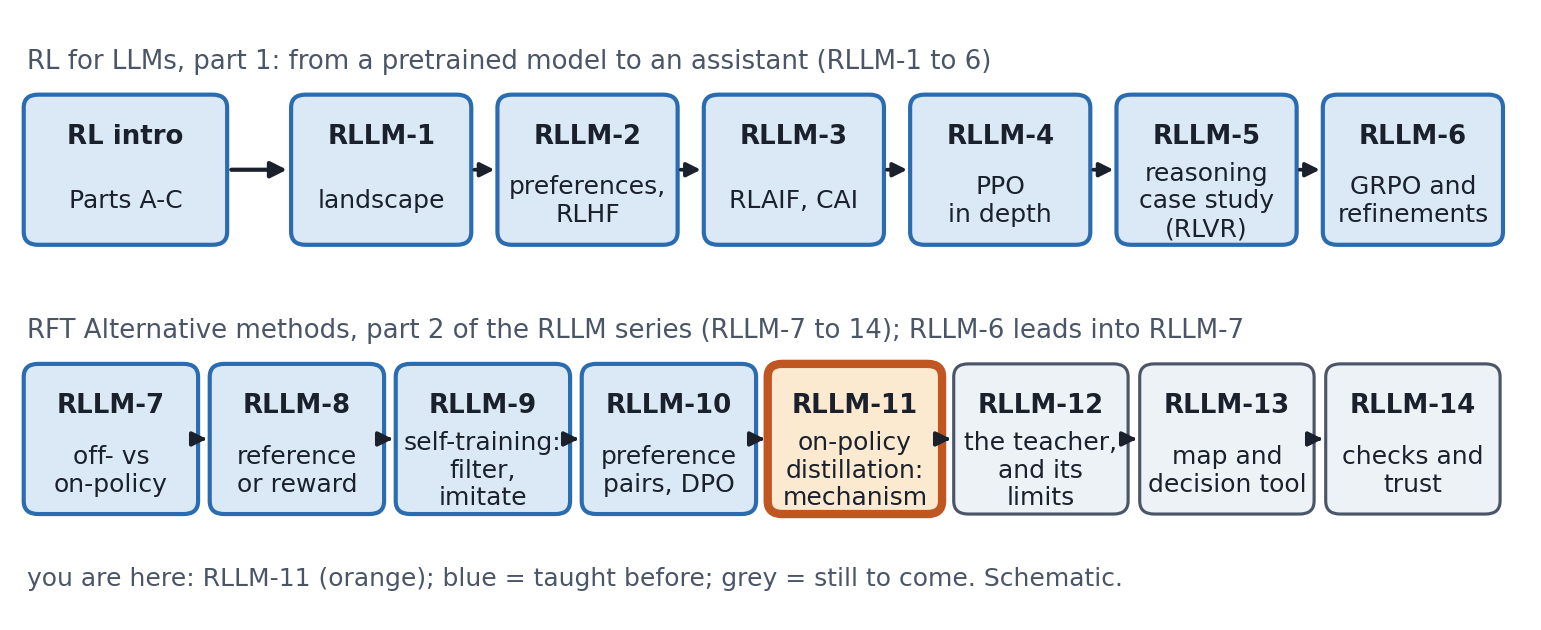 RL for LLMs, part 1: from a pretrained model to an assistant (RLLM-1 to 6)
RL intro
Parts A-C
RLLM-1
landscape
RLLM-2
preferences,
RLHF
RLLM-3
RLAIF, CAI
RLLM-4
PPO
in depth
RLLM-5
reasoning
case study
(RLVR)
RLLM-6
GRPO and
refinements
RFT Alternative methods, part 2 of the RLLM series (RLLM-7 to 14); RLLM-6 leads into RLLM-7
RLLM-7
off- vs
on-policy
RLLM-8
reference
or reward
RLLM-9
self-training:
filter,
imitate
RLLM-10
preference
pairs, DPO
RLLM-11
on-policy
distillation:
mechanism
RLLM-12
the teacher,
and its
limits
RLLM-13
map and
decision tool
RLLM-14
checks and
trust
you are here: RLLM-11 (orange); blue = taught before; grey = still to come. Schematic.